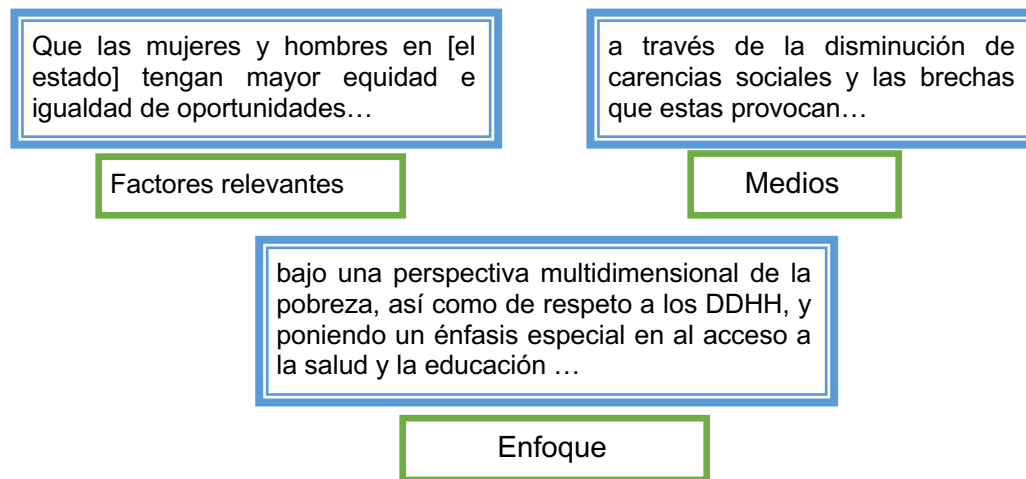 Que las mujeres y hombres en [el
estado] tengan mayor equidad e
igualdad de oportunidades…
Factores relevantes
a través de la disminución de
carencias sociales y las brechas
que estas provocan…
Medios
bajo una perspectiva multidimensional de la
pobreza, así como de respeto a los DDHH, y
poniendo un énfasis especial en al acceso a
la salud y la educación …
Enfoque